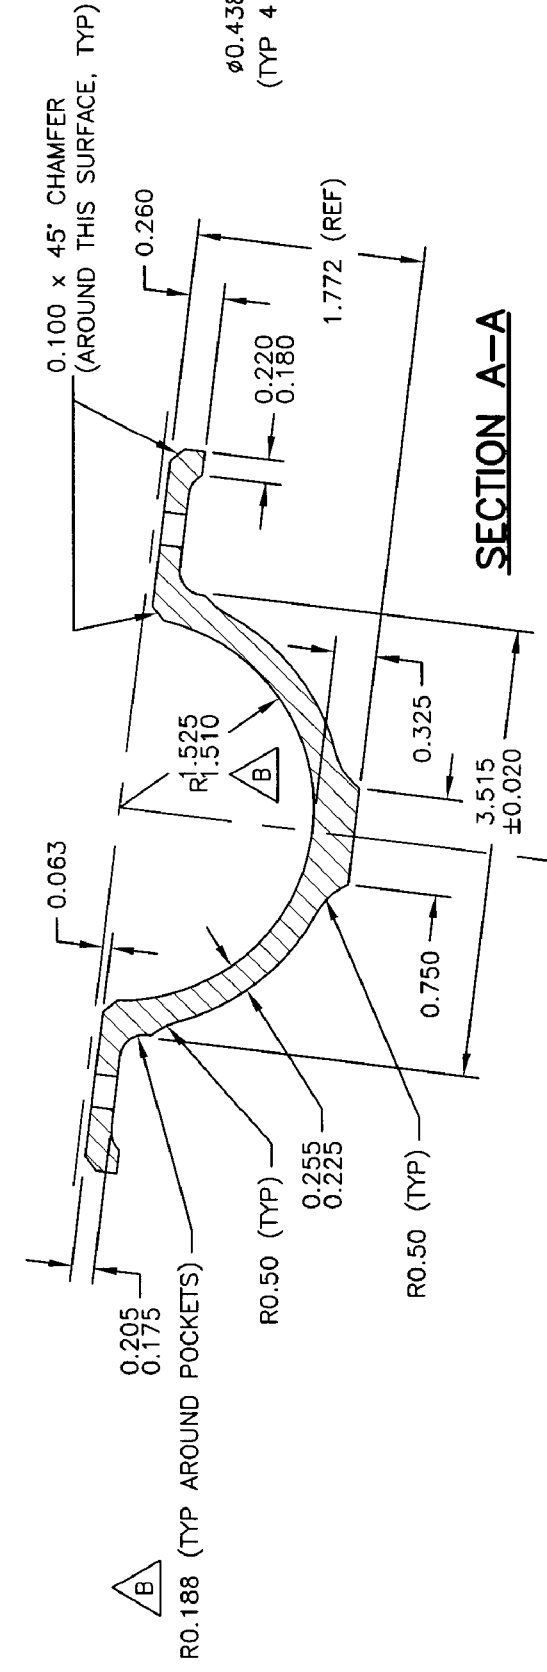 0.100 x 45° CHAMFER
(AROUND THIS SURFACE, TYP)
ø0.438
(TYP 4
0.260
0.063
1.772 (REF)
0.220
0.180
R1.525
1.510
B
0.325
3.515
±0.020
0.750
0.205
0.175
R0.50 (TYP)
0.255
0.225
R0.50 (TYP)
B
R0.188 (TYP AROUND POCKETS)
SECTION A-A